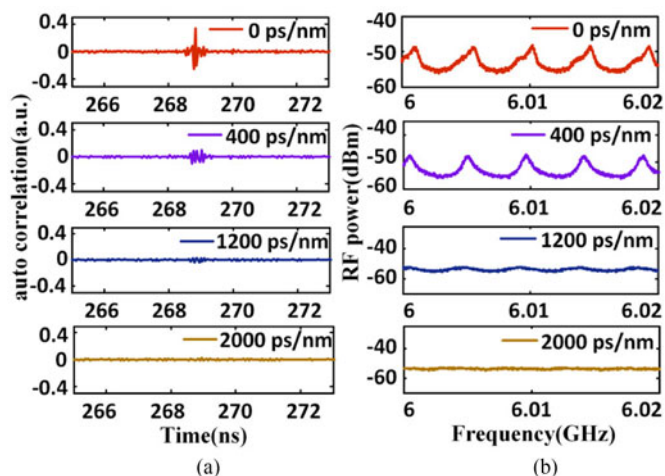 0 ps/nm
0.4
0
-0.4
266 268 270 272
400 ps/nm
0.4
0
-0.4
266 268 270 272
1200 ps/nm
0.4
0
-0.4
266 268 270 272
2000 ps/nm
0.4
0
-0.4
266 268 270 272
auto correlation(a.u.)
Time(ns)
(a)
0 ps/nm
-40
-50
-60
6 6.01 6.02
400 ps/nm
-40
-50
-60
6 6.01 6.02
1200 ps/nm
-40
-60
6 6.01 6.02
2000 ps/nm
-40
-60
6 6.01 6.02
RF power(dBm)
Frequency(GHz)
(b)